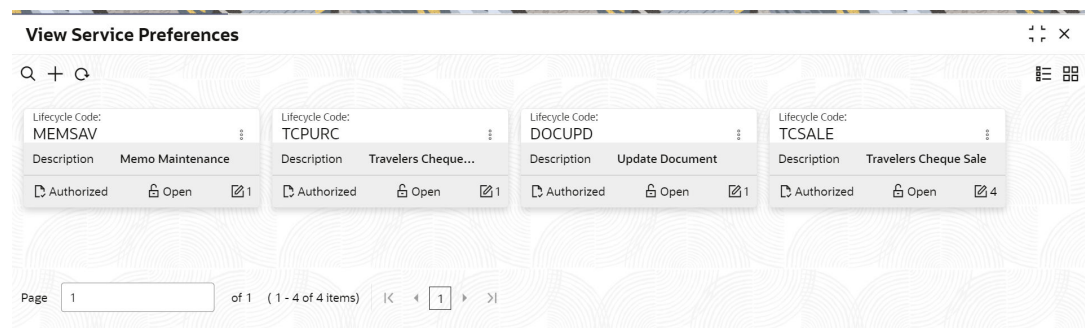 View Service Preferences
Lifecycle Code: Lifecycle Code: Lifecycle Code: Lifecycle Code:
MEMSAV TCPURC DOCUPD TCSALE
Description Memo Maintenance Description Travelers Cheque... Description Update Document Description Travelers Cheque Sale
Authorized Open 1 Authorized Open 1 Authorized Open 1 Authorized Open 4
Page 1 of 1 ( 1 - 4 of 4 items) 1